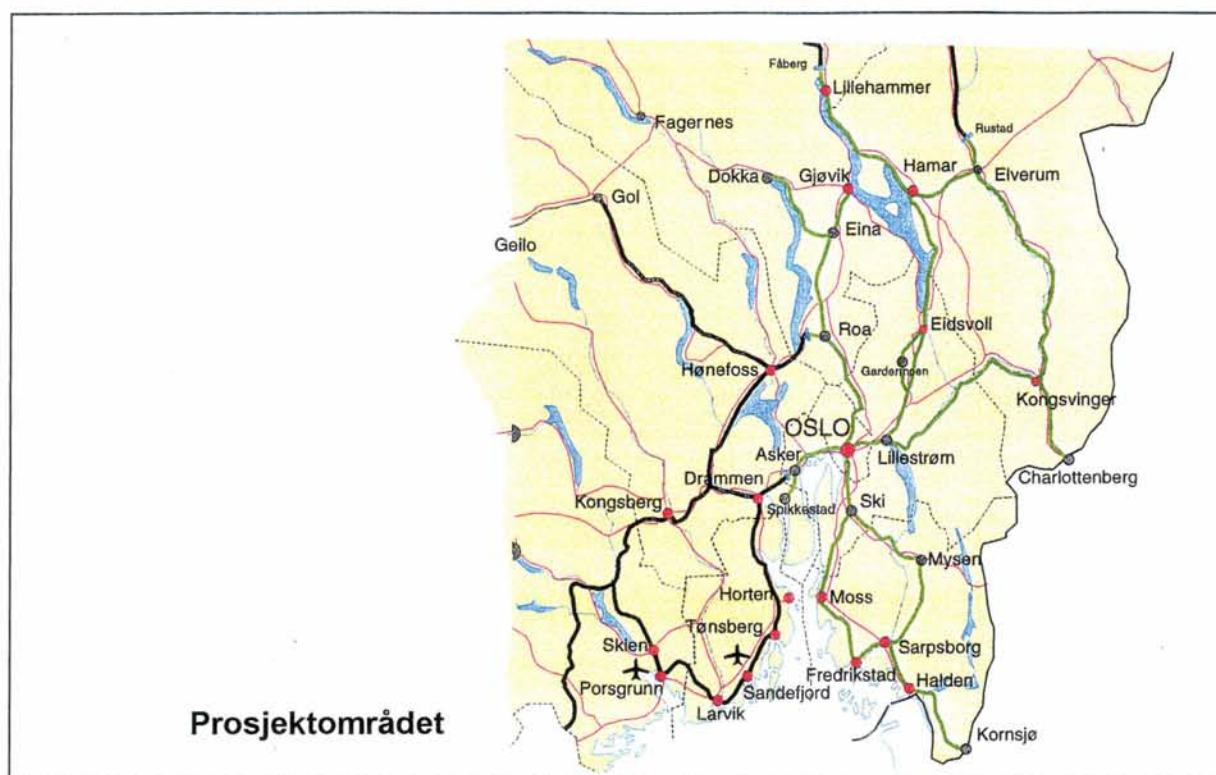 Fåberg
Lillehammer
Fagernes
Rustad
Dokka
Gjøvik
Hamar
Elverum
Gol
Eina
Geilo
Roa
Eidsvoll
Hønefoss
Gardermoen
Kongsvinger
OSLO
Asker
Lillestrøm
Drammen
Charlottenberg
Kongsberg
Spikkestad
Ski
Mysen
Horten
Moss
Tønsberg
Skien
Sarpsborg
Fredrikstad
Halden
Porsgrunn
Sandefjord
Larvik
Prosjektområdet
Kornsjø